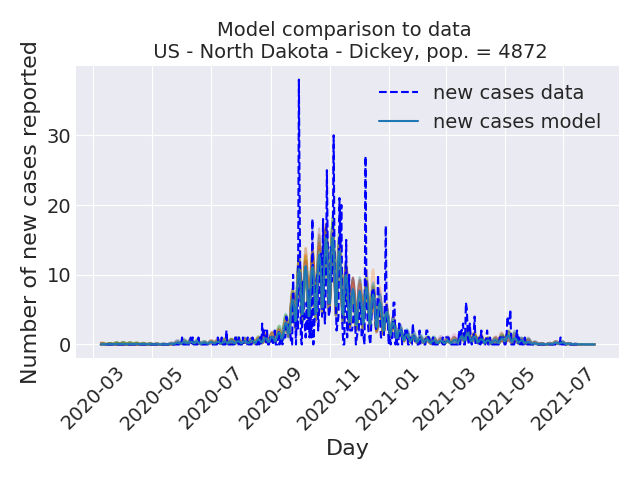 Model comparison to data
US - North Dakota - Dickey, pop. = 4872
Number of new cases reported
new cases data
new cases model
30
20
10
0
2020-03
2020-05
2020-07
2020-09
2020-11
2021-01
2021-03
2021-05
2021-07
Day